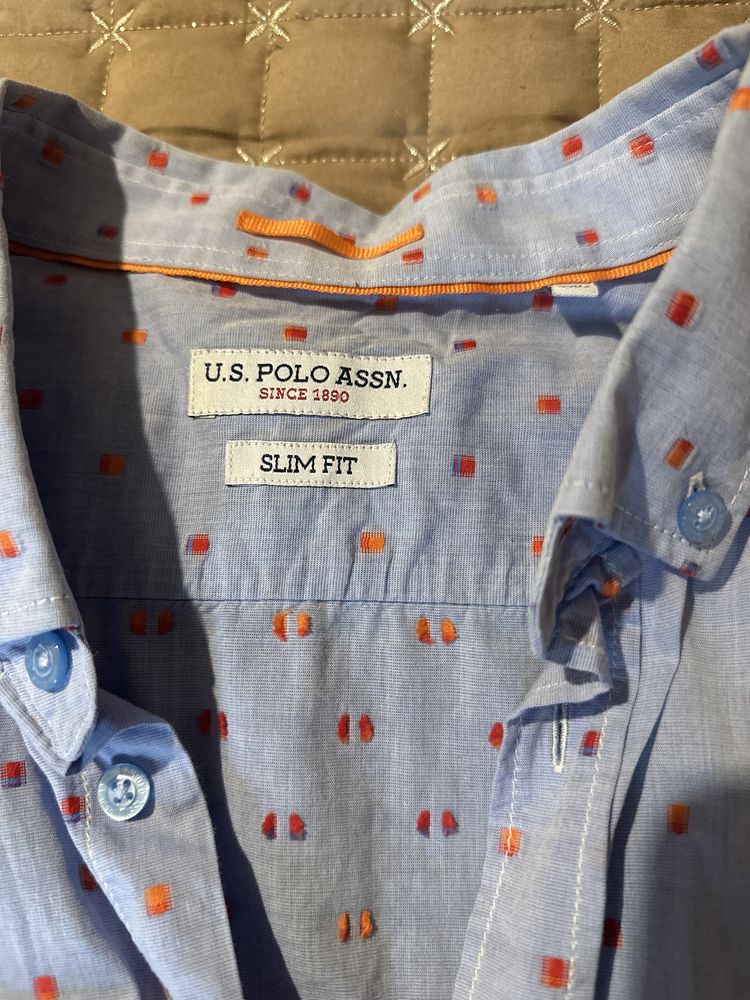 U.S. POLO ASSN.
SINCE 1890
SLIM FIT